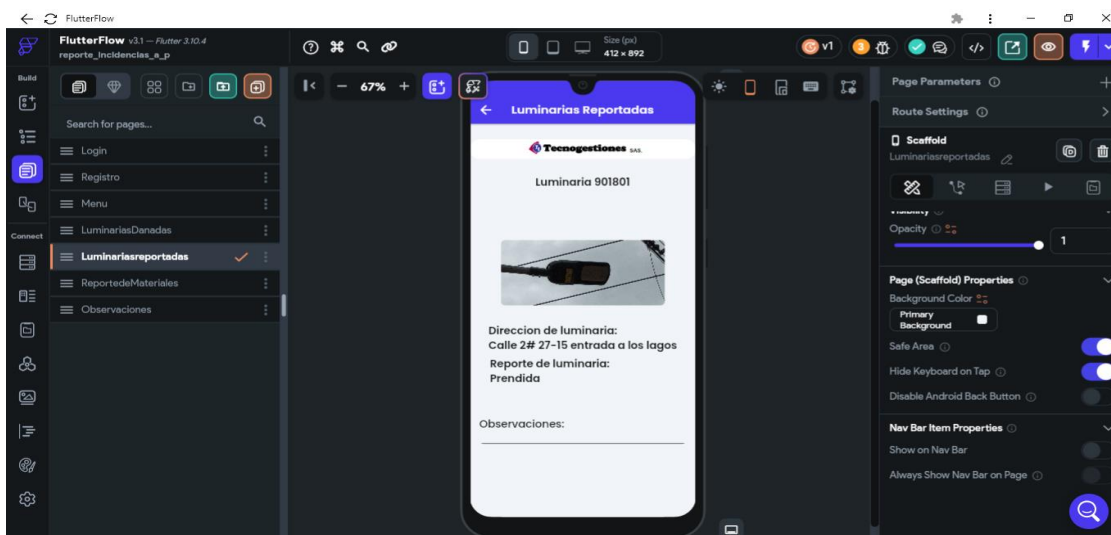 FlutterFlow
FlutterFlow v3.1 — Flutter 3.10.4
reporte_incidencias_a_p
Size (px)
412 × 892
v1
3
Build
Connect
Search for pages...
Login
Registro
Menu
LuminariasDanadas
Luminariasreportadas
ReportedeMateriales
Observaciones
67%
Luminarias Reportadas
Tecnogestiones SAS.
Luminaria 901801
Direccion de luminaria:
Calle 2# 27-15 entrada a los lagos
Reporte de luminaria:
Prendida
Observaciones:
Page Parameters
Route Settings
Scaffold
Luminariasreportadas
Visibility
Opacity
1
Page (Scaffold) Properties
Background Color
Primary
Background
Safe Area
Hide Keyboard on Tap
Disable Android Back Button
Nav Bar Item Properties
Show on Nav Bar
Always Show Nav Bar on Page